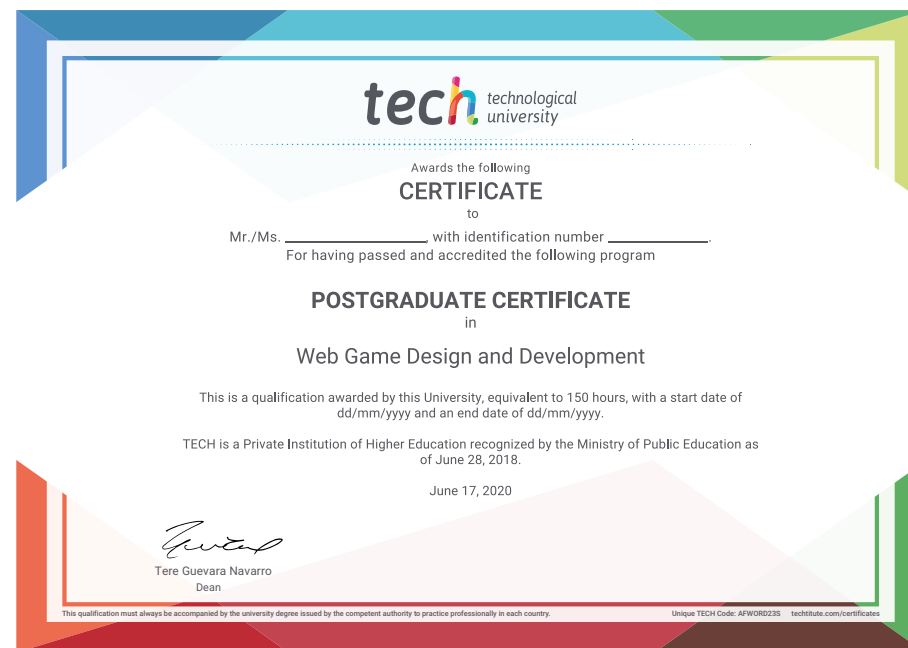 tech technological
university
Awards the following
CERTIFICATE
to
Mr./Ms. ____________, with identification number ____________.
For having passed and accredited the following program
POSTGRADUATE CERTIFICATE
in
Web Game Design and Development
This is a qualification awarded by this University, equivalent to 150 hours, with a start date of
dd/mm/yyyy and an end date of dd/mm/yyyy.
TECH is a Private Institution of Higher Education recognized by the Ministry of Public Education as
of June 28, 2018.
June 17, 2020
Tere Guevara Navarro
Dean
This qualification must always be accompanied by the university degree issued by the competent authority to practice professionally in each country. Unique TECH Code: AFWORD23S techtitute.com/certificates